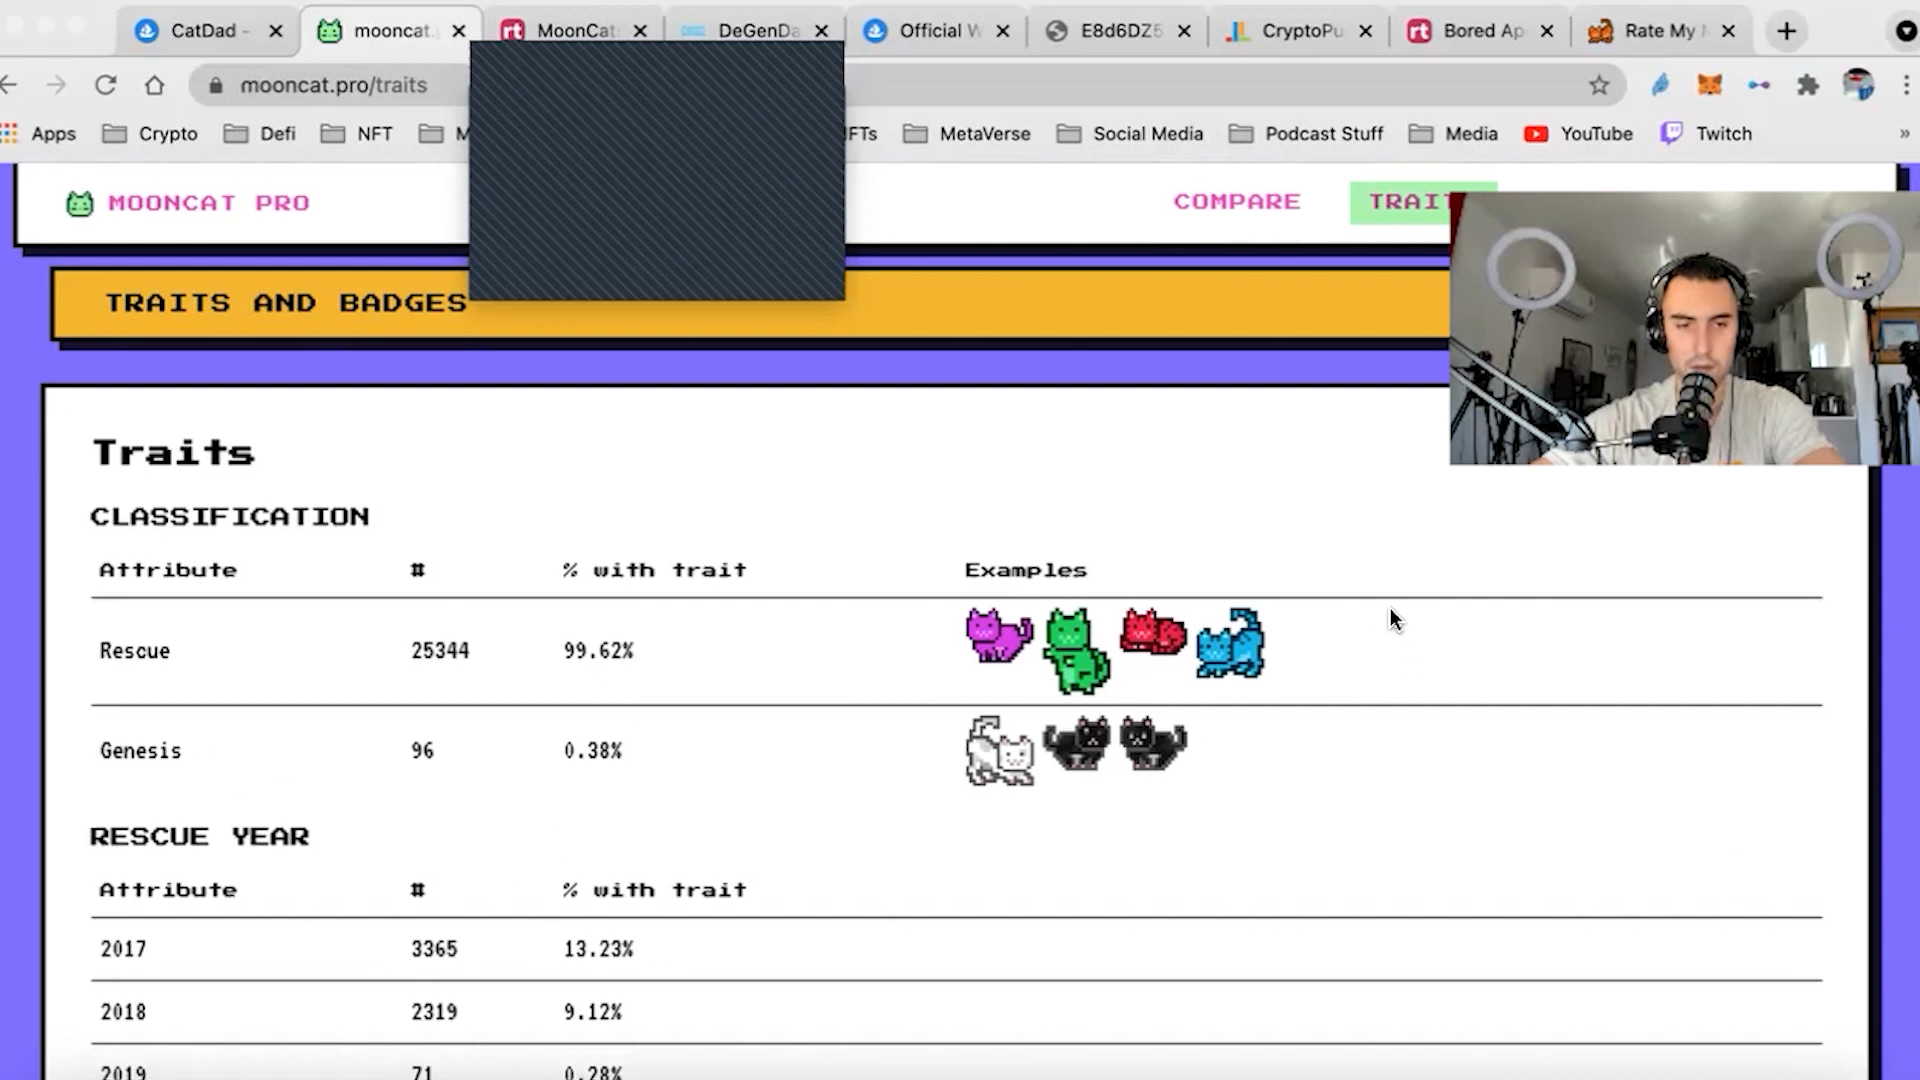 CatDad -
mooncat.
MoonCat
DeGenDa
Official W
E8d6DZ5
CryptoPu
Bored Ap
Rate My
mooncat.pro/traits
Apps
Crypto
Defi
NFT
M
FTs
MetaVerse
Social Media
Podcast Stuff
Media
YouTube
Twitch
»
MOONCAT PRO
COMPARE
TRAIT
TRAITS AND BADGES
Traits
CLASSIFICATION
Attribute # % with trait Examples
Rescue 25344 99.62%
Genesis 96 0.38%
RESCUE YEAR
Attribute # % with trait
2017 3365 13.23%
2018 2319 9.12%
2019 71 0.28%